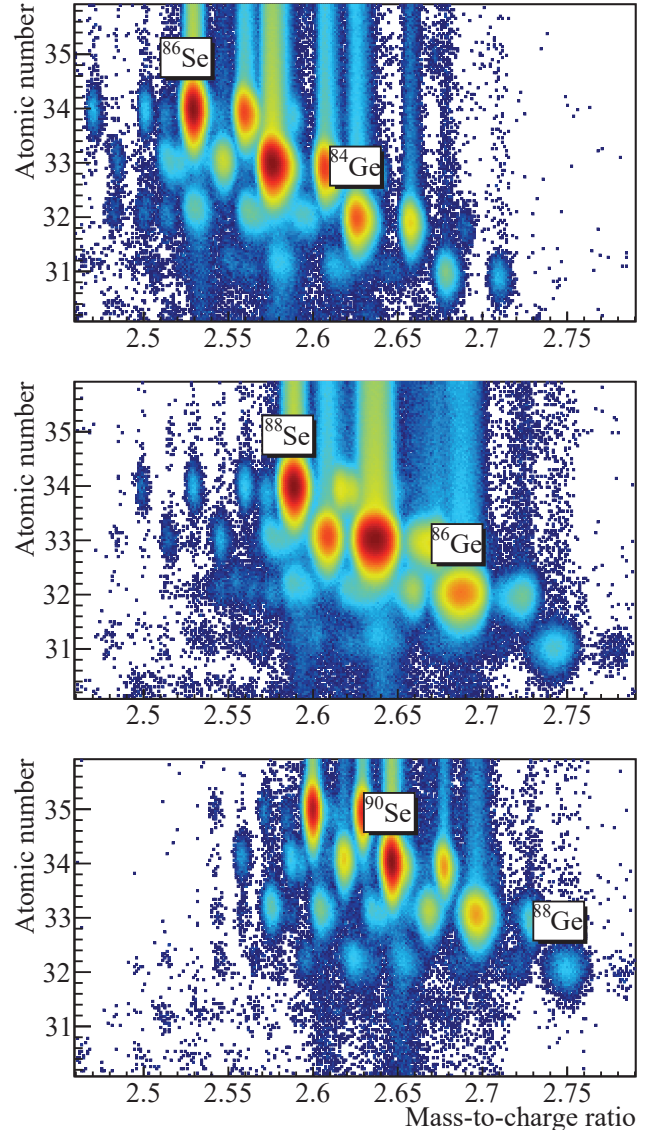 Atomic number
35
34
33
32
31
⁸⁶Se
⁸⁴Ge
2.5 2.55 2.6 2.65 2.7 2.75
Atomic number
35
34
33
32
31
⁸⁸Se
⁸⁶Ge
2.5 2.55 2.6 2.65 2.7 2.75
Atomic number
35
34
33
32
31
⁹⁰Se
⁸⁸Ge
2.5 2.55 2.6 2.65 2.7 2.75
Mass-to-charge ratio